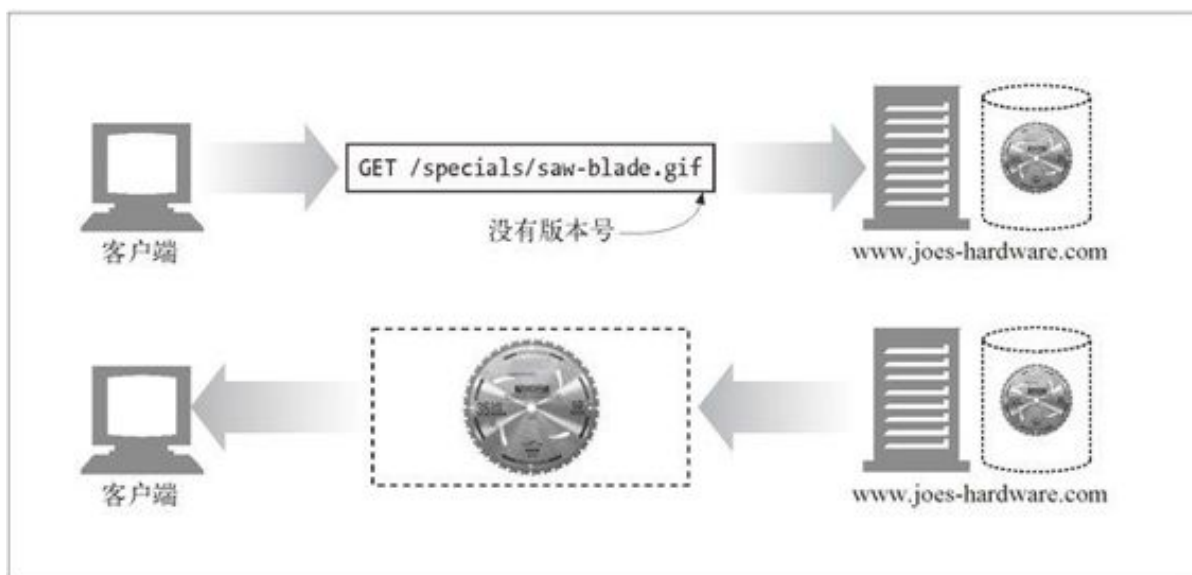 GET /specials/saw-blade.gif
没有版本号
客户端
www.joes-hardware.com
客户端
www.joes-hardware.com